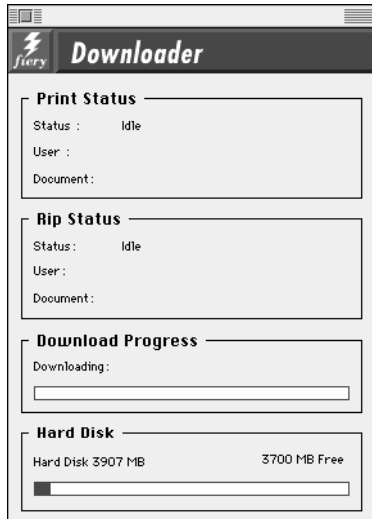 fiery Downloader
Print Status
Status : Idle
User :
Document :
Rip Status
Status : Idle
User :
Document :
Download Progress
Downloading :
Hard Disk
Hard Disk 3907 MB 3700 MB Free